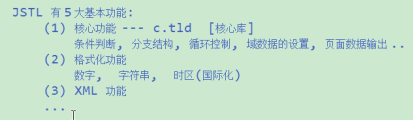 JSTL 有5大基本功能:
(1) 核心功能 --- c.tld [核心库]
条件判断, 分支结构, 循环控制, 域数据的设置, 页面数据输出 ..
(2) 格式化功能
数字, 字符串, 时区(国际化)
(3) XML 功能
...